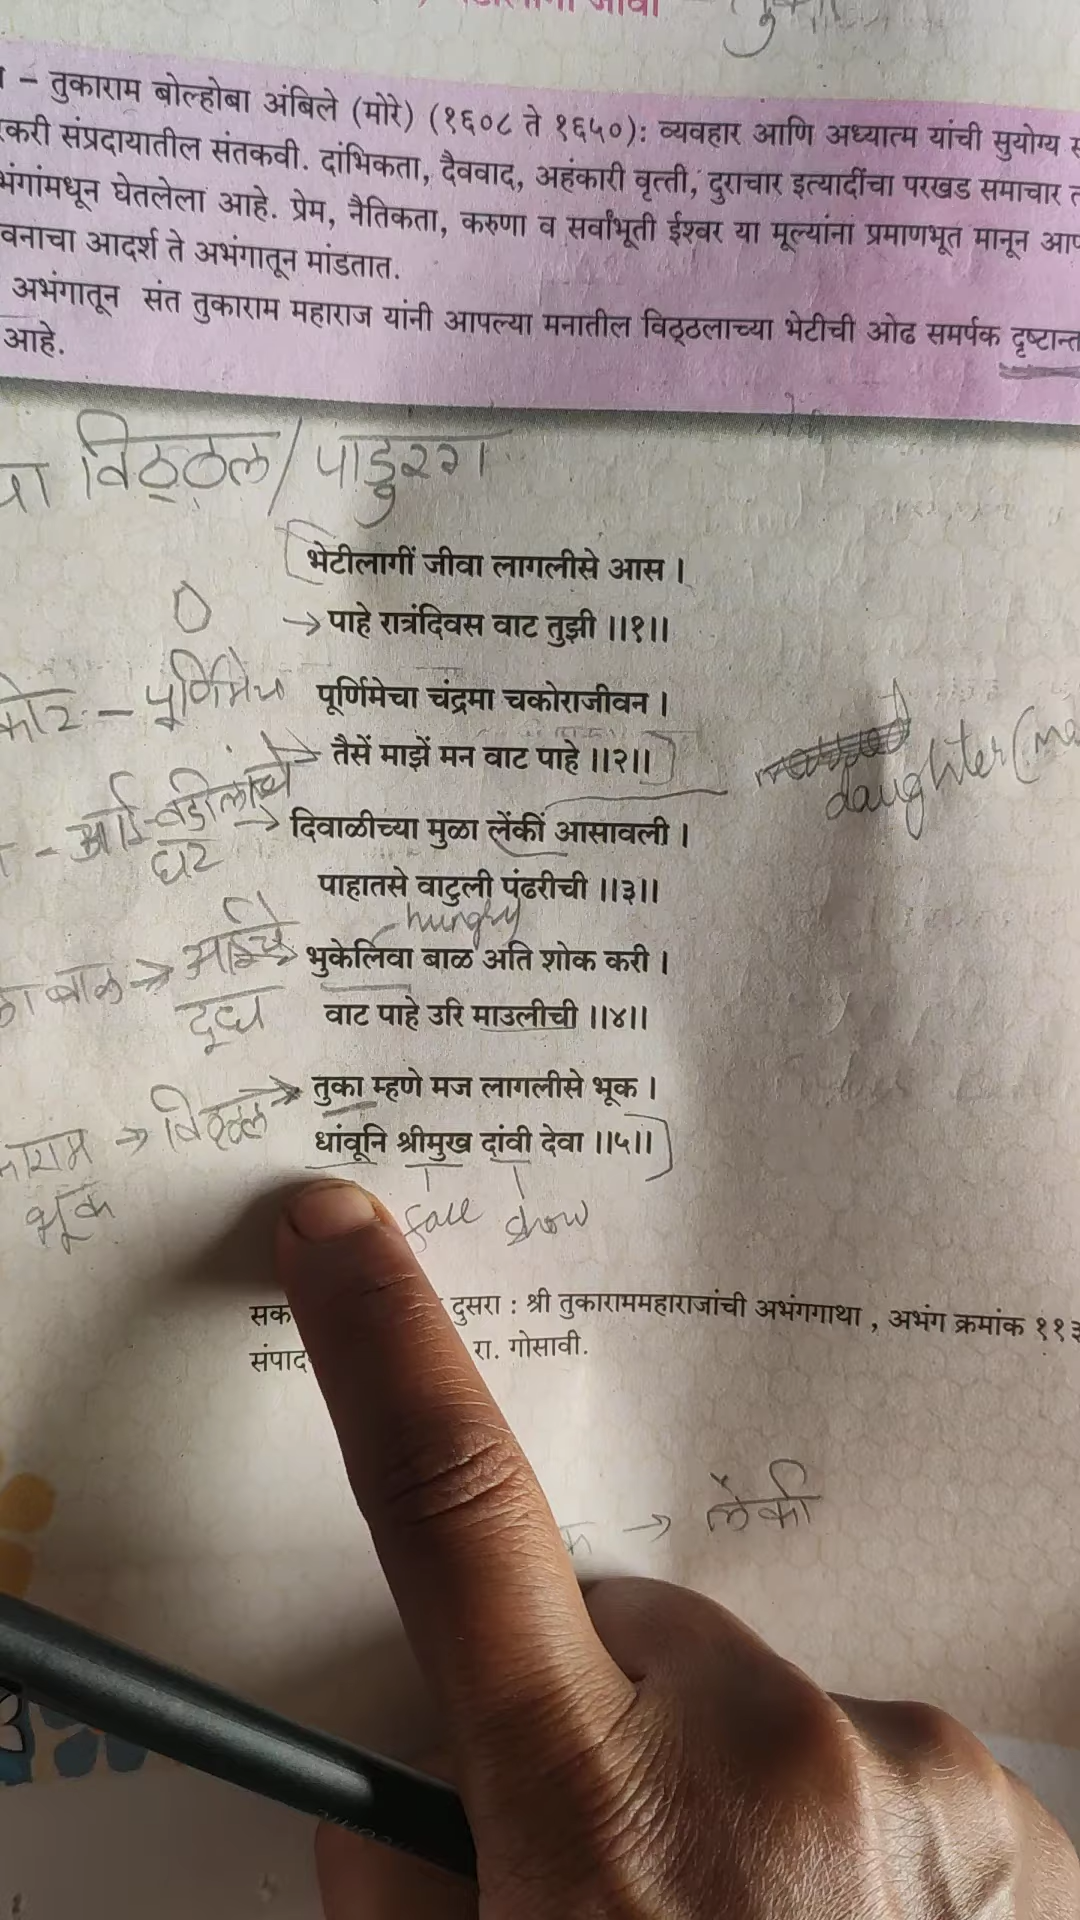 – तुकाराम बोल्होबा अंबिले (मोरे) (१६०८ ते १६५०): व्यवहार आणि अध्यात्म यांची सुयोग्य
करी संप्रदायातील संतकवी. दांभिकता, दैववाद, अहंकारी वृत्ती, दुराचार इत्यादींचा परखड समाचार
भंगांमधून घेतलेला आहे. प्रेम, नैतिकता, करुणा व सर्वांभूती ईश्वर या मूल्यांना प्रमाणभूत मानून
वनाचा आदर्श ते अभंगातून मांडतात.
अभंगातून संत तुकाराम महाराज यांनी आपल्या मनातील विठ्ठलाच्या भेटीची ओढ समर्पक दृष्टान्त
आहे.
विठ्ठल/पाडुरंग
भेटीलागीं जीवा लागलीसे आस ।
→ पाहे रात्रंदिवस वाट तुझी ॥१॥
– पूर्णिमेचा
पूर्णिमेचा चंद्रमा चकोराजीवन ।
तैसें माझें मन वाट पाहे ॥२॥
daughter
- आई-वडीलांचे →
घर
दिवाळीच्या मुळा लेंकीं आसावली ।
पाहातसे वाटुली पंढरीची ॥३॥
hungry
बाळ → आईचे
दूध
भुकेलिवा बाळ अति शोक करी ।
वाट पाहे उरि माउलीची ॥४॥
→ विठ्ठल →
भूक
तुका म्हणे मज लागलीसे भूक ।
धांवूनि श्रीमुख दांवी देवा ॥५॥
face show
सक दुसरा : श्री तुकाराममहाराजांची अभंगगाथा , अभंग क्रमांक ११३
संपाद रा. गोसावी.
→ लेंकी